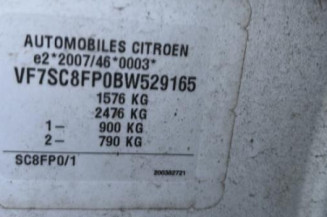 AUTOMOBILES CITROEN
e2*2007/46*0003*
VF7SC8FP0BW529165
1576 KG
2476 KG
1- 900 KG
2- 790 KG
SC8FP0/1
200382721